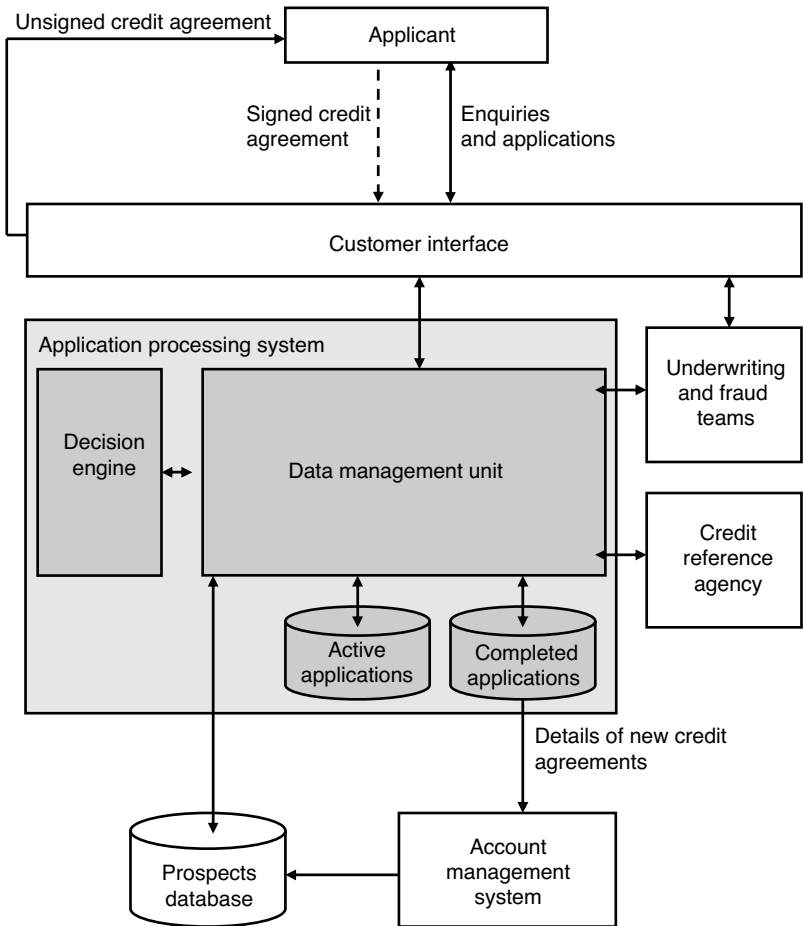 Unsigned credit agreement
Applicant
Signed credit
agreement
Enquiries
and applications
Customer interface
Application processing system
Decision
engine
Data management unit
Underwriting
and fraud
teams
Credit
reference
agency
Active
applications
Completed
applications
Details of new credit
agreements
Prospects
database
Account
management
system